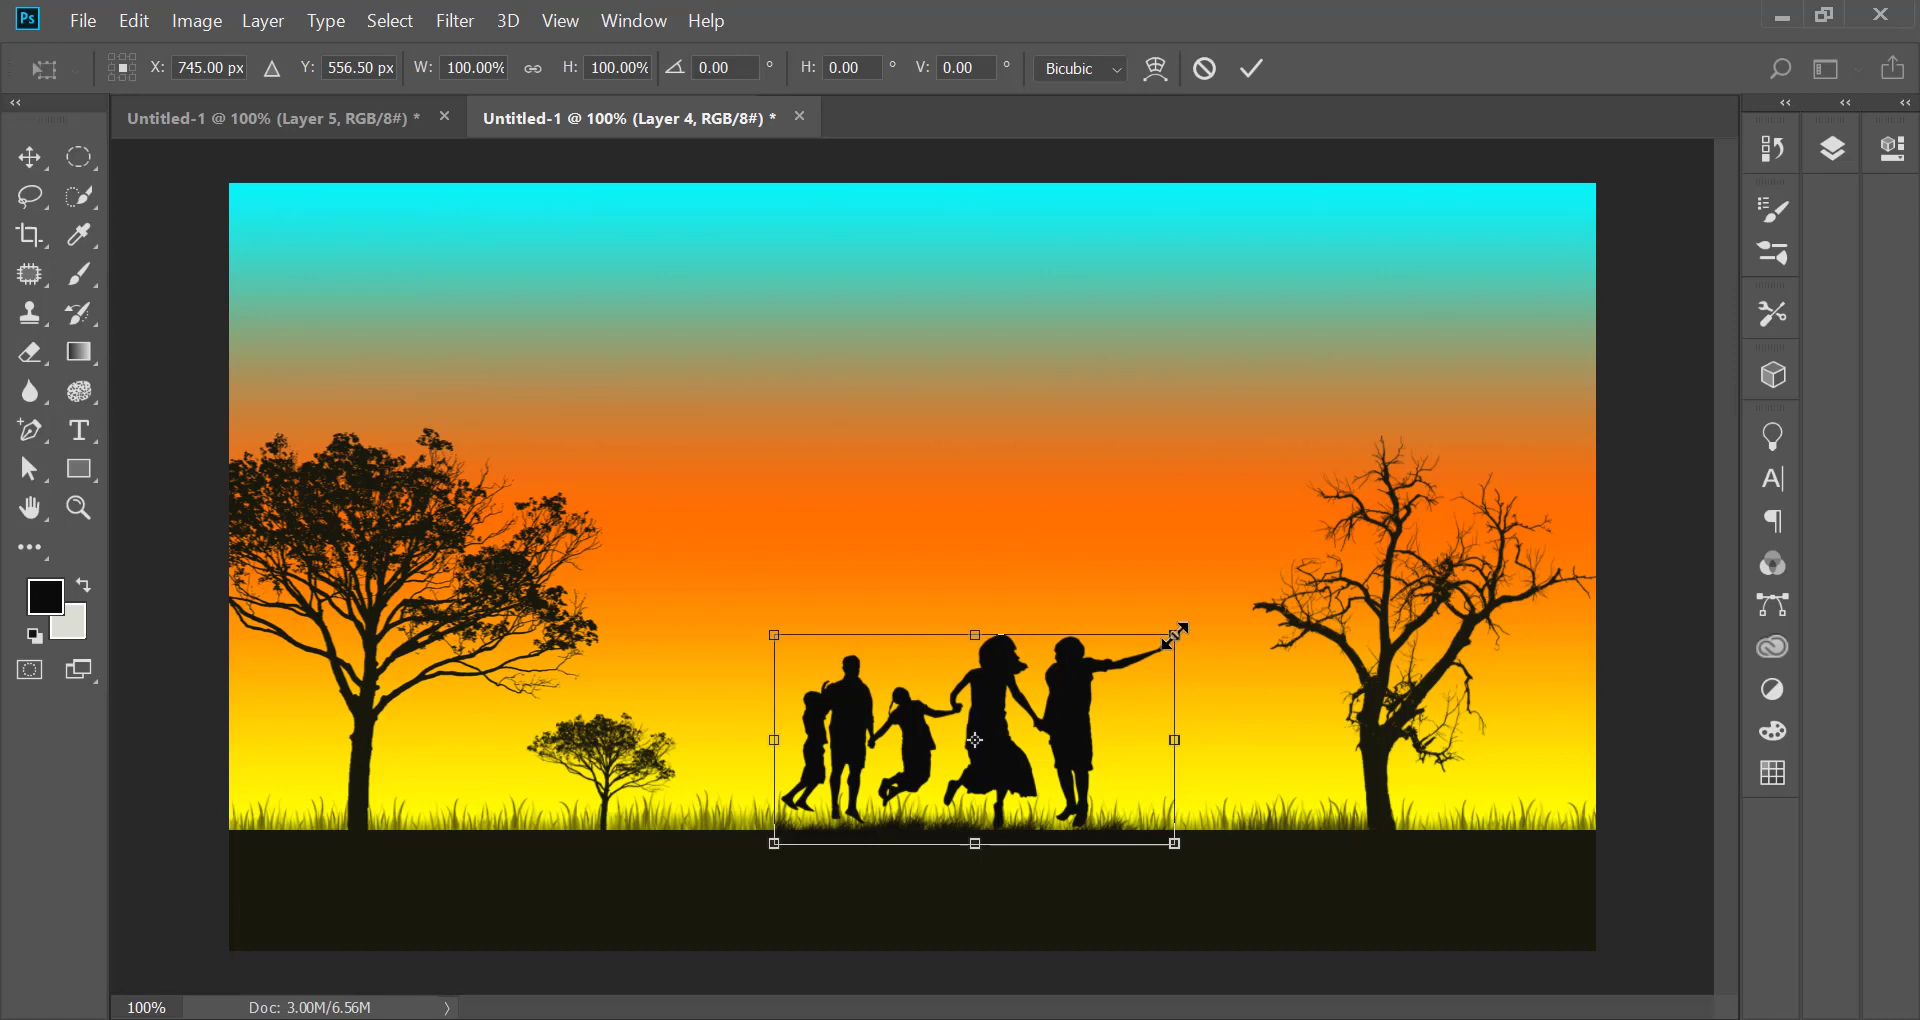 Ps File Edit Image Layer Type Select Filter 3D View Window Help
X: 745.00 px Y: 556.50 px W: 100.00% H: 100.00% 0.00 ° H: 0.00 ° V: 0.00 ° Bicubic
Untitled-1 @ 100% (Layer 5, RGB/8#) * Untitled-1 @ 100% (Layer 4, RGB/8#) *
100% Doc: 3.00M/6.56M